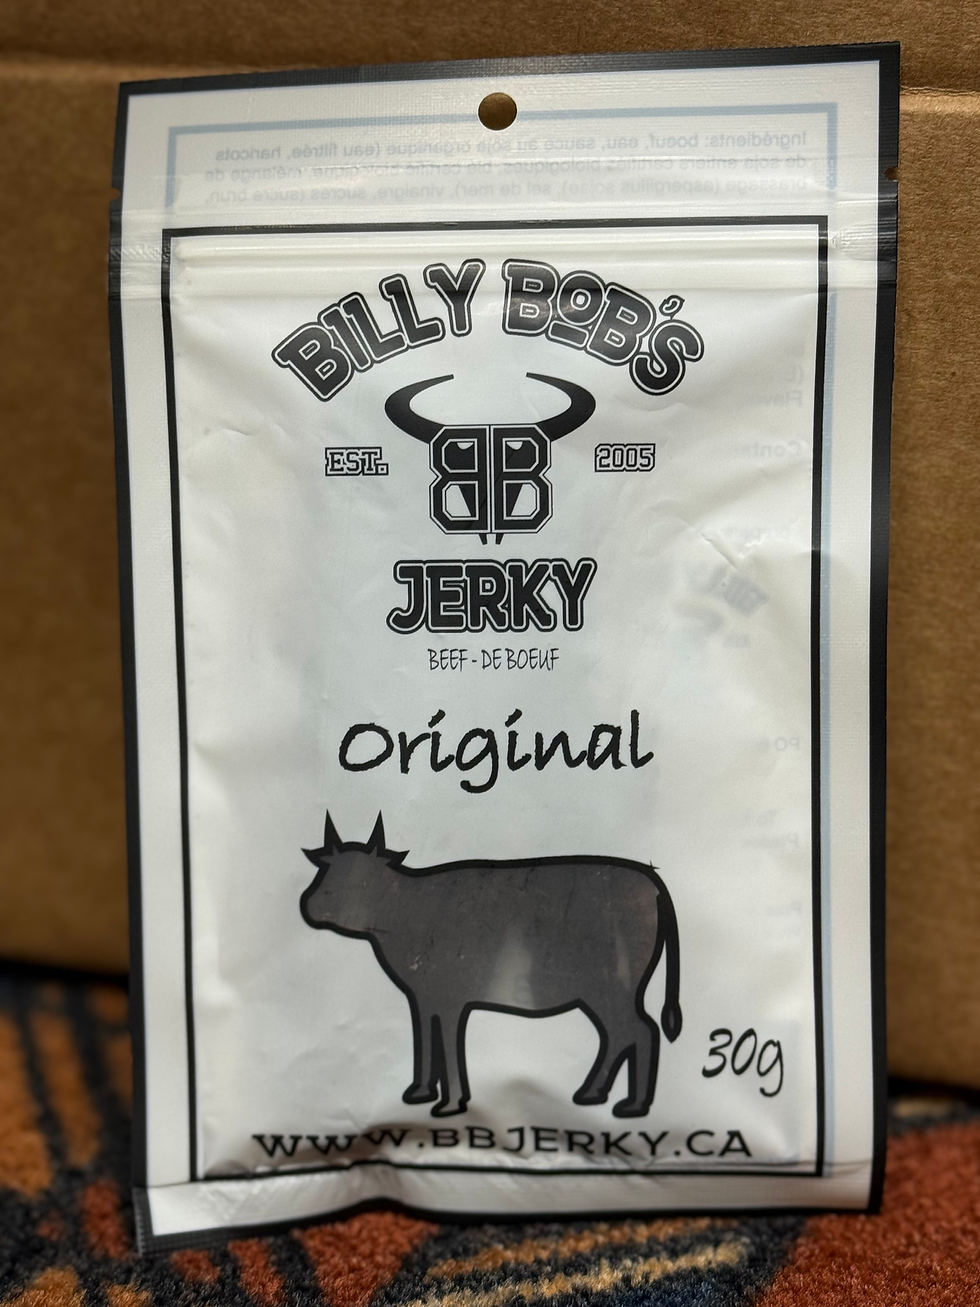 Ingrédients: boeuf, eau, sauce au soja organique (eau filtrée, haricots
de soja entiers certifiés biologiques, blé certifié biologique, mélange de
brassage (aspergillus sojae), sel de mer), vinaigre, sucres (sucre brun,
BILLY BOB'S
EST. BB 2005
JERKY
BEEF - DE BOEUF
Original
30g
WWW.BBJERKY.CA